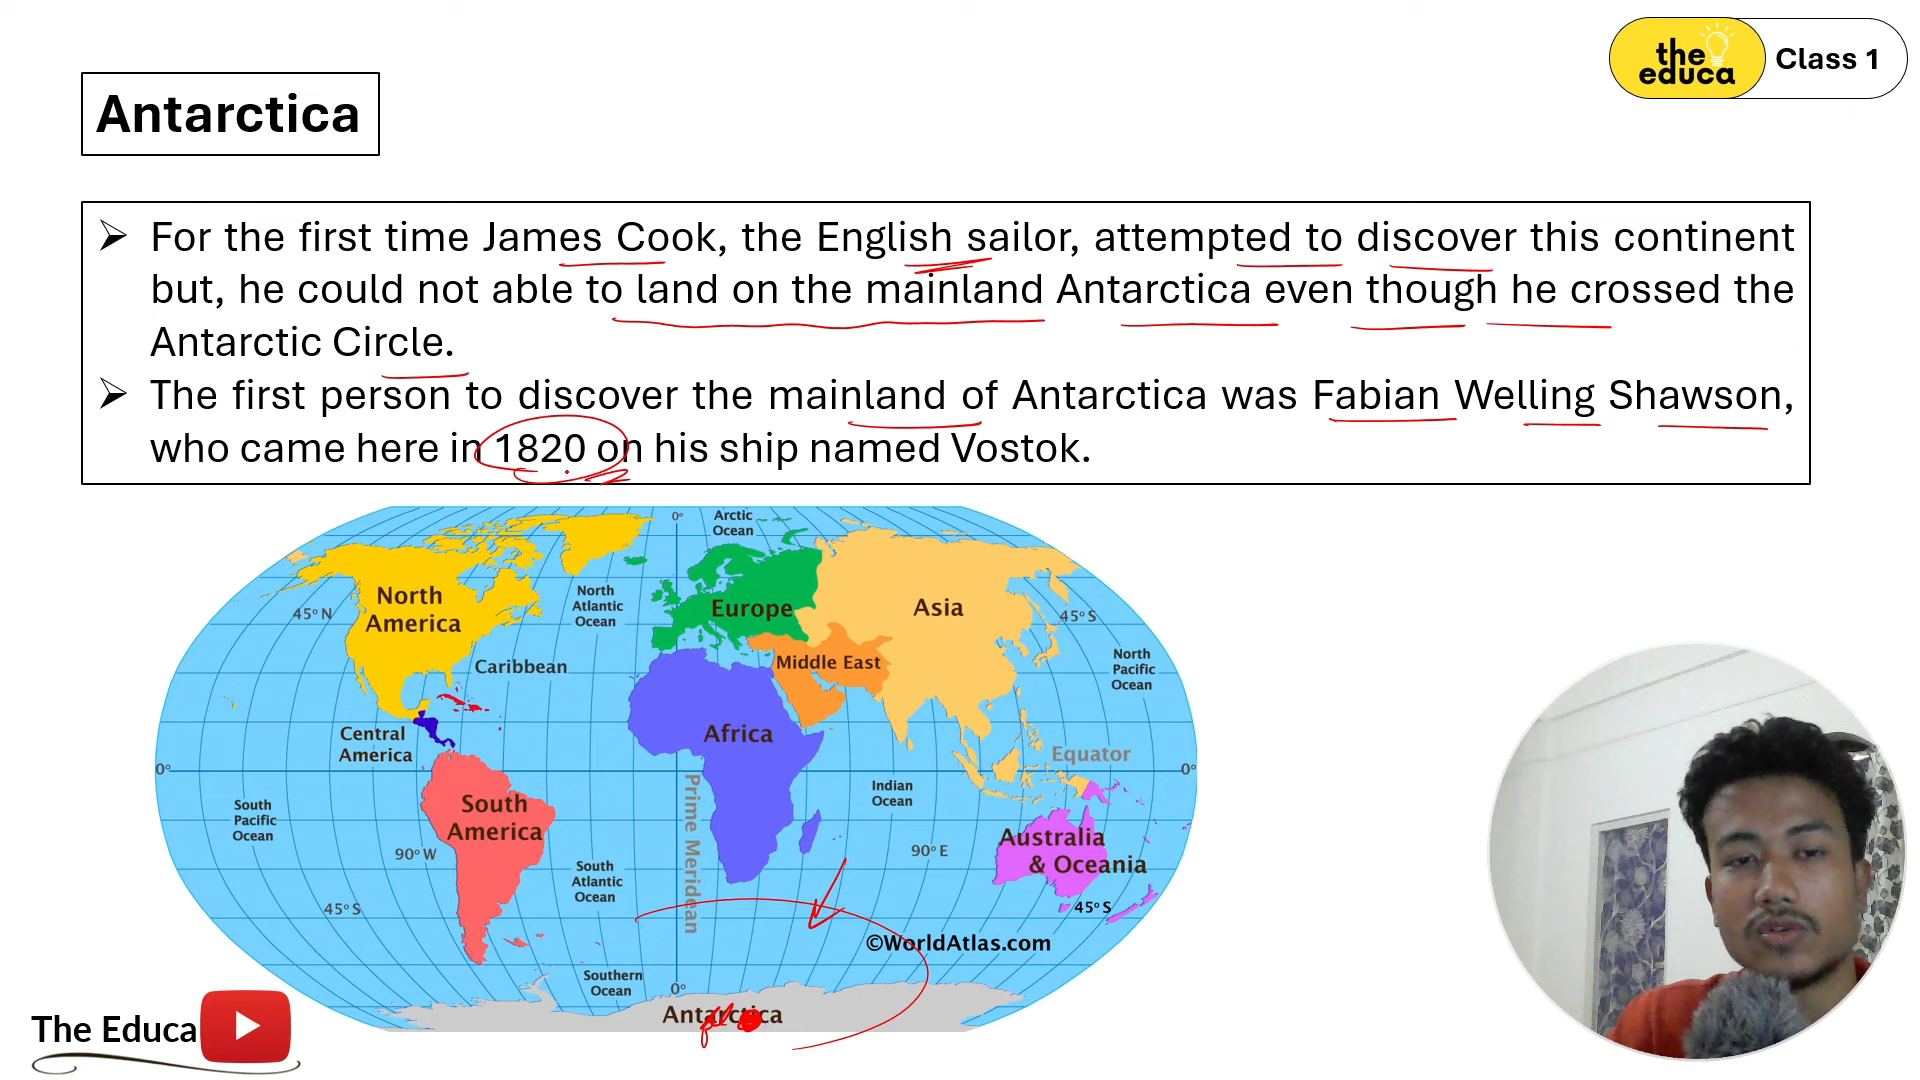 the
educa
Class 1
Antarctica
➢ For the first time James Cook, the English sailor, attempted to discover this continent
but, he could not able to land on the mainland Antarctica even though he crossed the
Antarctic Circle.
➢ The first person to discover the mainland of Antarctica was Fabian Welling Shawson,
who came here in 1820 on his ship named Vostok.
0°
Arctic
Ocean
North
America
45° N
North
Atlantic
Ocean
Europe
Asia
45° S
Caribbean
Middle East
North
Pacific
Ocean
Central
America
Africa
Equator
0°
0°
South
Pacific
Ocean
South
America
Prime Meridean
Indian
Ocean
Australia
& Oceania
90° W
90° E
South
Atlantic
Ocean
45° S
45° S
©WorldAtlas.com
Southern
Ocean
0°
Antarctica
The Educa